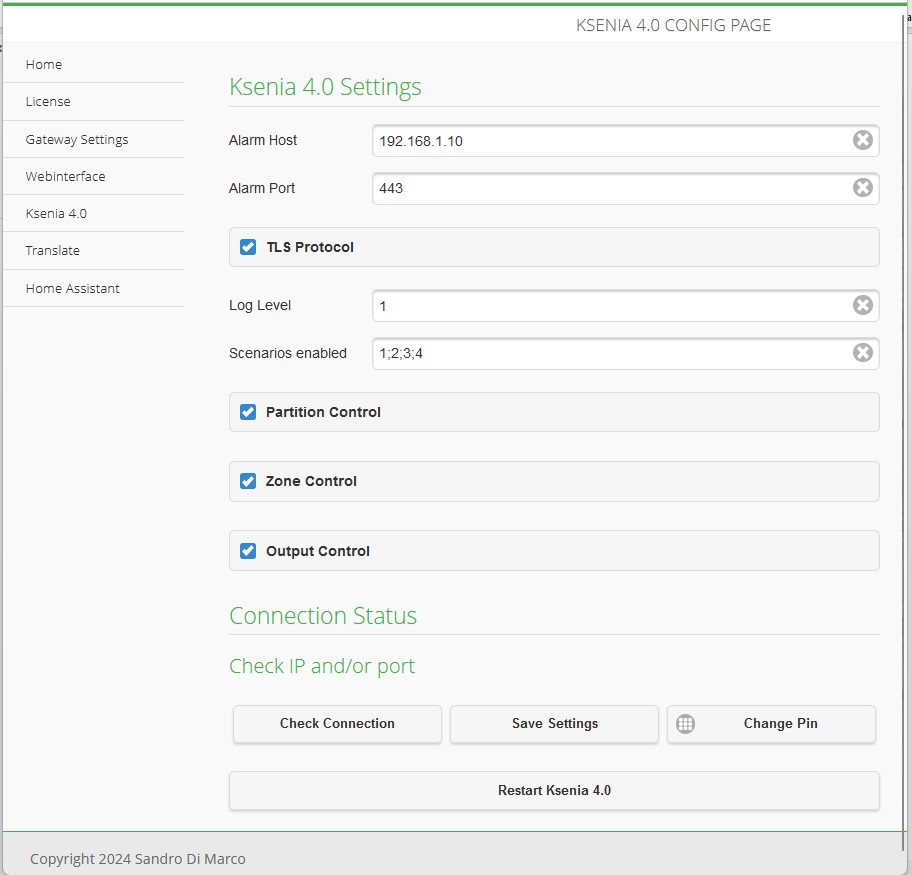 KSENIA 4.0 CONFIG PAGE
Home
License
Gateway Settings
Webinterface
Ksenia 4.0
Translate
Home Assistant
Ksenia 4.0 Settings
Alarm Host 192.168.1.10
Alarm Port 443
TLS Protocol
Log Level 1
Scenarios enabled 1;2;3;4
Partition Control
Zone Control
Output Control
Connection Status
Check IP and/or port
Check Connection Save Settings Change Pin
Restart Ksenia 4.0
Copyright 2024 Sandro Di Marco